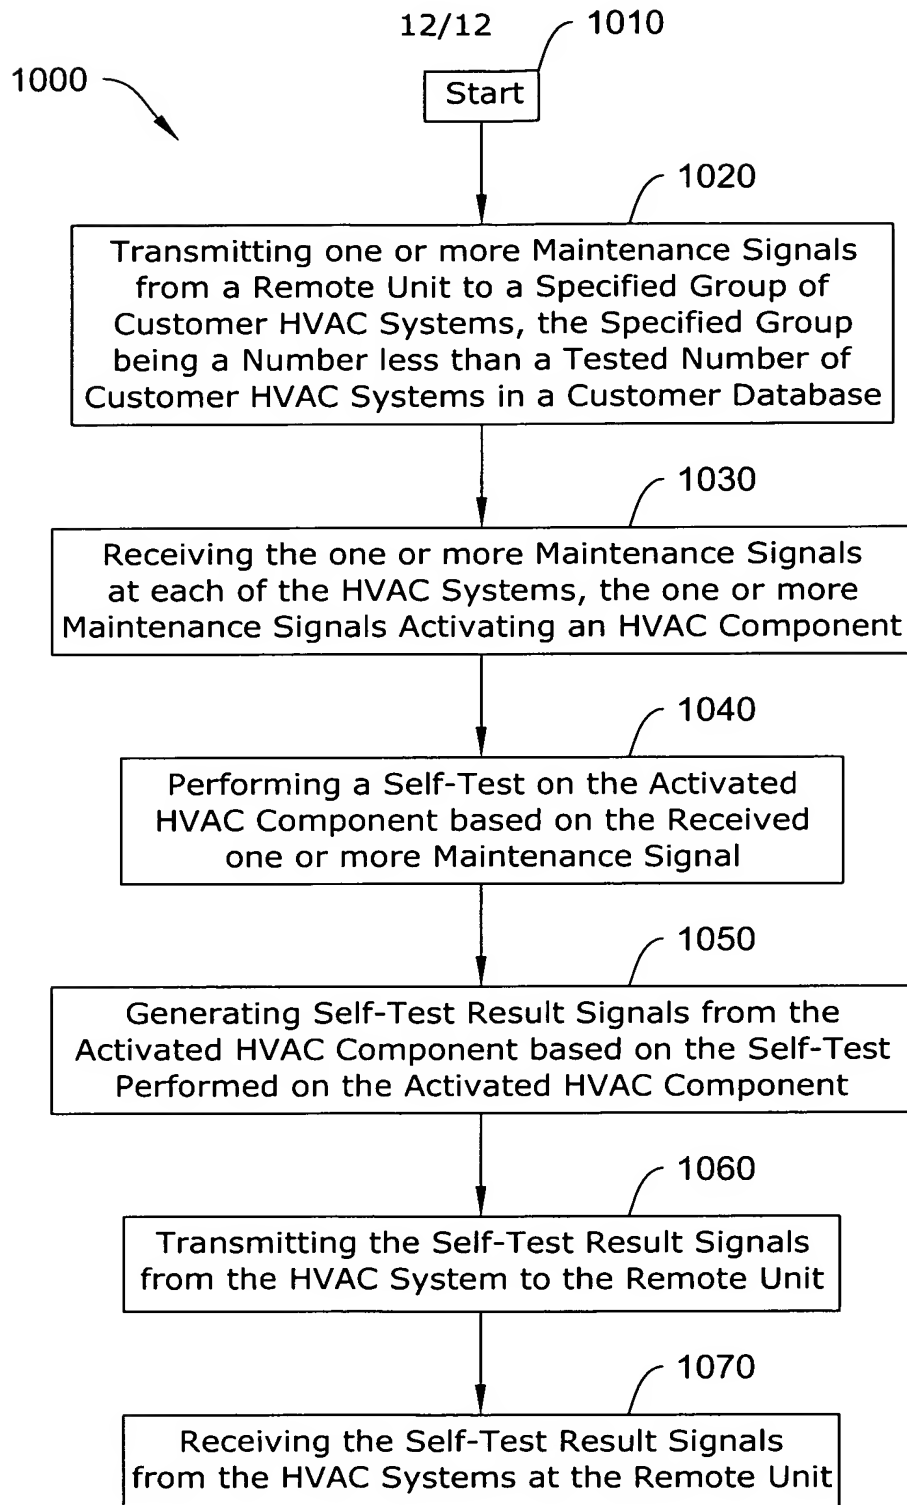 12/12
1010
1000
Start
1020
Transmitting one or more Maintenance Signals
from a Remote Unit to a Specified Group of
Customer HVAC Systems, the Specified Group
being a Number less than a Tested Number of
Customer HVAC Systems in a Customer Database
1030
Receiving the one or more Maintenance Signals
at each of the HVAC Systems, the one or more
Maintenance Signals Activating an HVAC Component
1040
Performing a Self-Test on the Activated
HVAC Component based on the Received
one or more Maintenance Signal
1050
Generating Self-Test Result Signals from the
Activated HVAC Component based on the Self-Test
Performed on the Activated HVAC Component
1060
Transmitting the Self-Test Result Signals
from the HVAC System to the Remote Unit
1070
Receiving the Self-Test Result Signals
from the HVAC Systems at the Remote Unit